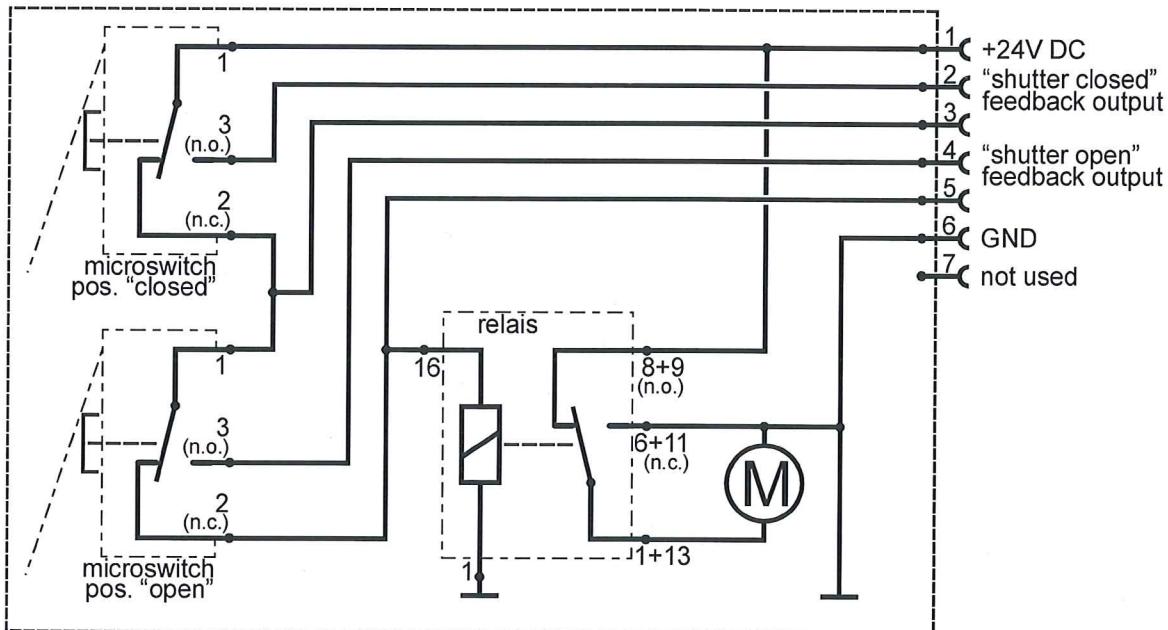 1
3
(n.o.)
2
(n.c.)
microswitch
pos. "closed"
1
3
(n.o.)
2
(n.c.)
microswitch
pos. "open"
relais
16
1
8+9
(n.o.)
6+11
(n.c.)
1+13
M
1 +24V DC
2 "shutter closed"
feedback output
3
4 "shutter open"
feedback output
5
6 GND
7 not used